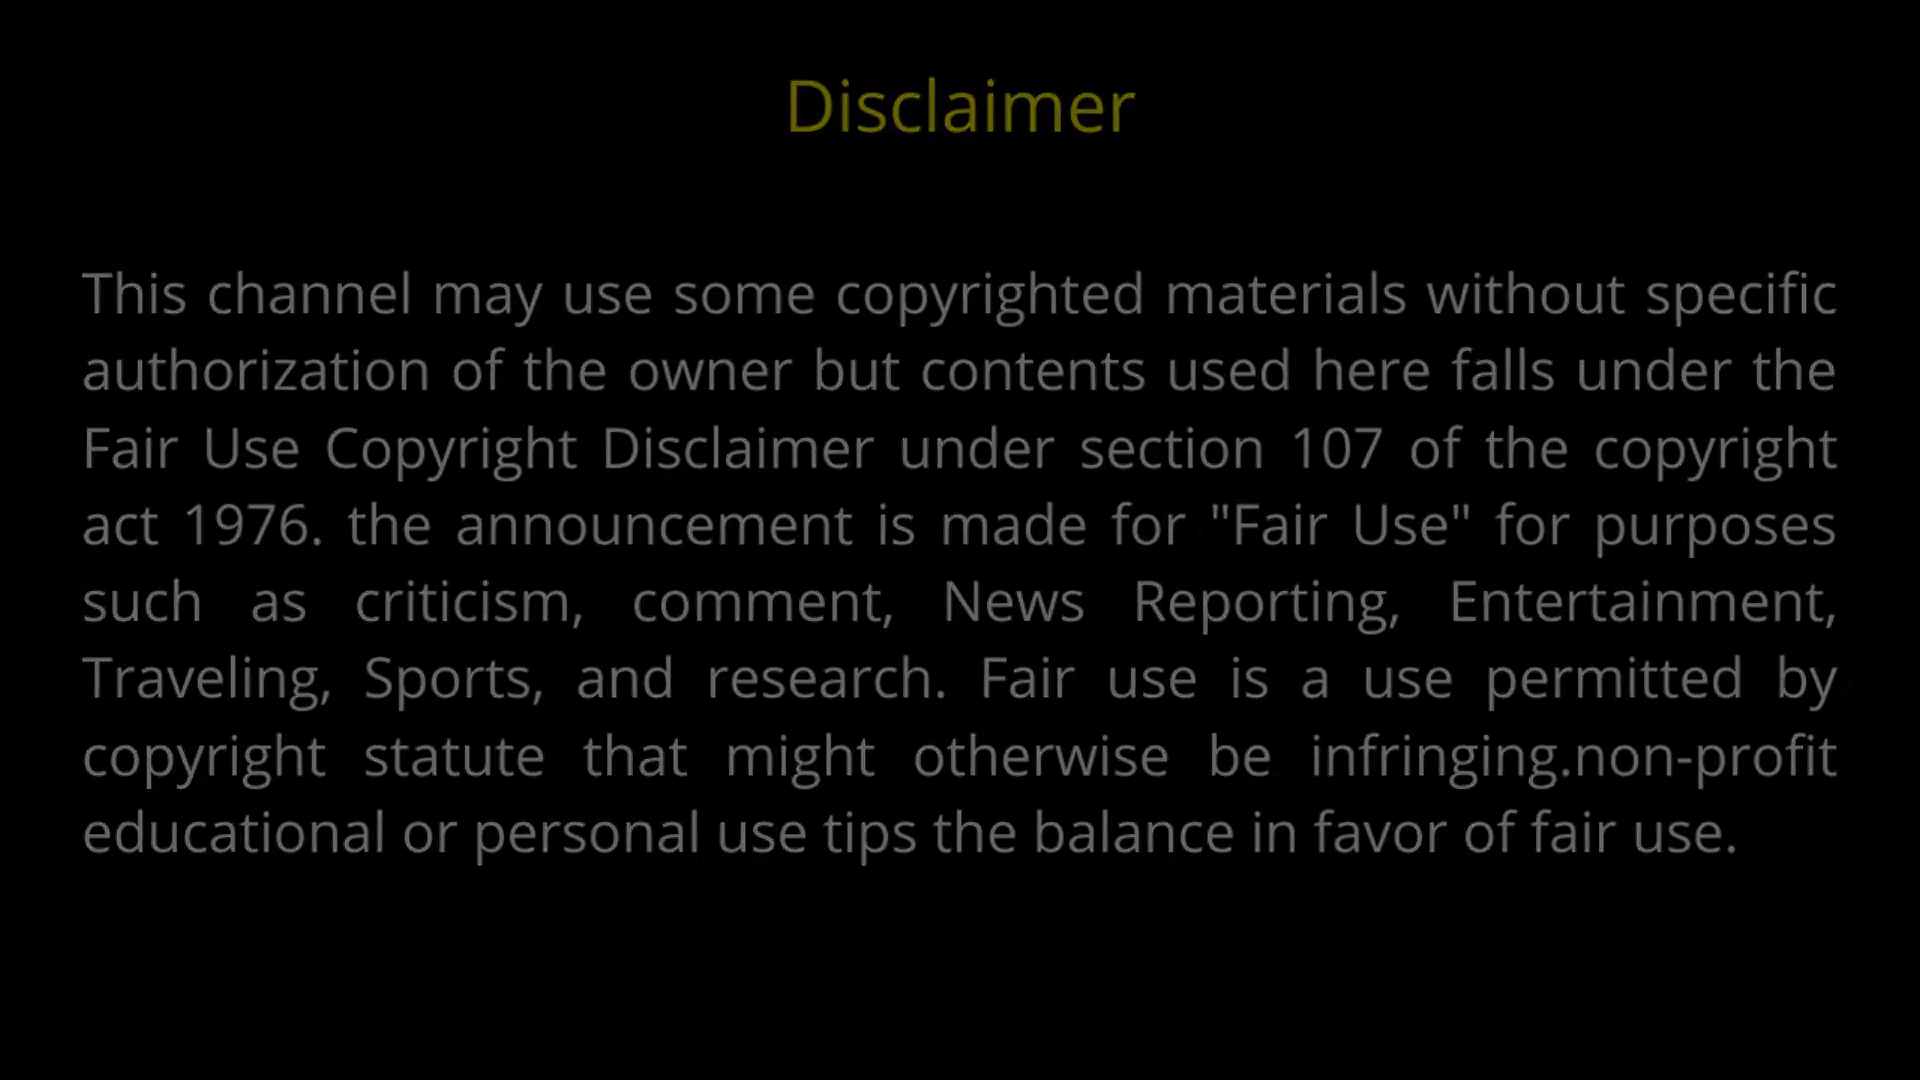 Disclaimer
This channel may use some copyrighted materials without specific
authorization of the owner but contents used here falls under the
Fair Use Copyright Disclaimer under section 107 of the copyright
act 1976. the announcement is made for "Fair Use" for purposes
such as criticism, comment, News Reporting, Entertainment,
Traveling, Sports, and research. Fair use is a use permitted by
copyright statute that might otherwise be infringing.non-profit
educational or personal use tips the balance in favor of fair use.